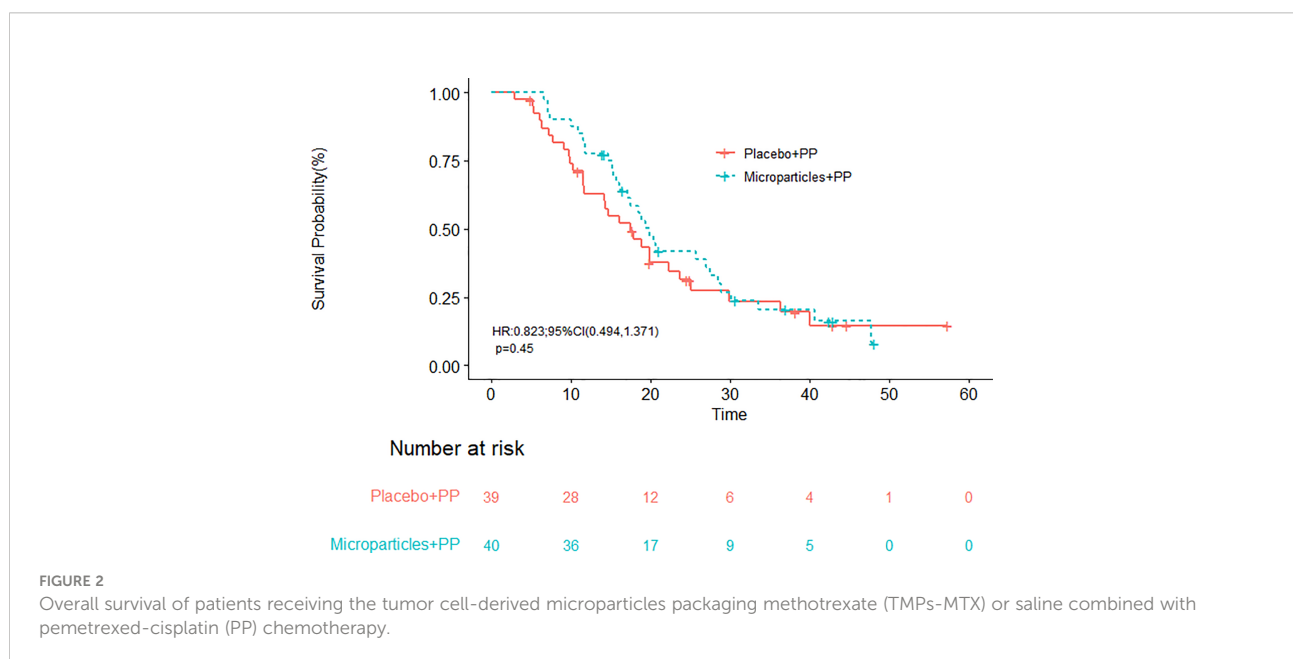 1.00
0.75
0.50
0.25
0.00
Survival Probability(%)
Placebo+PP
Microparticles+PP
HR:0.823;95%CI(0.494,1.371)
p=0.45
0 10 20 30 40 50 60
Time
Number at risk
Placebo+PP 39 28 12 6 4 1 0
Microparticles+PP 40 36 17 9 5 0 0
FIGURE 2
Overall survival of patients receiving the tumor cell-derived microparticles packaging methotrexate (TMPs-MTX) or saline combined with
pemetrexed-cisplatin (PP) chemotherapy.